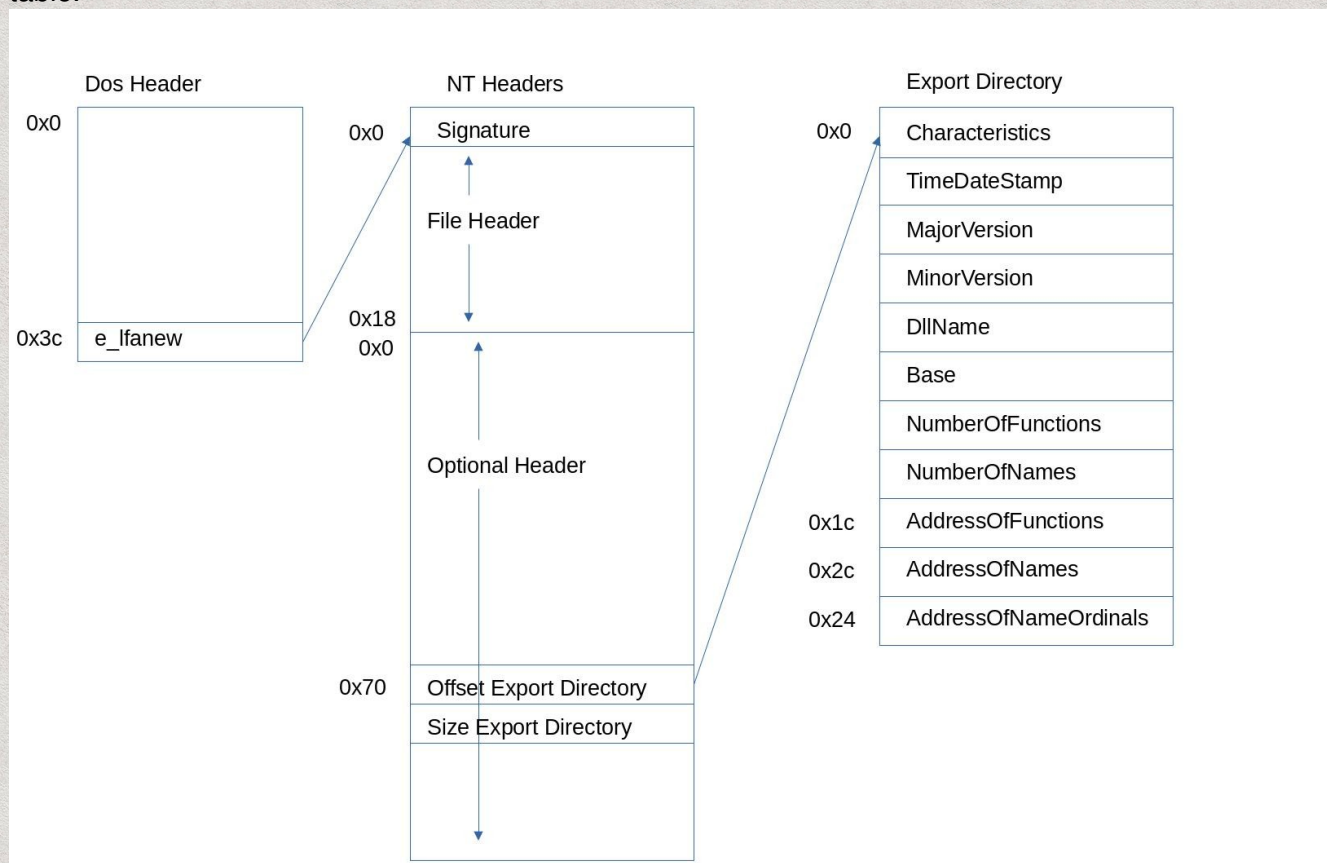 Dos Header
0x0
0x3c
e_lfanew
NT Headers
0x0
Signature
File Header
0x18
0x0
Optional Header
0x70
Offset Export Directory
Size Export Directory
Export Directory
0x0
Characteristics
TimeDateStamp
MajorVersion
MinorVersion
DllName
Base
NumberOfFunctions
NumberOfNames
0x1c
AddressOfFunctions
0x2c
AddressOfNames
0x24
AddressOfNameOrdinals